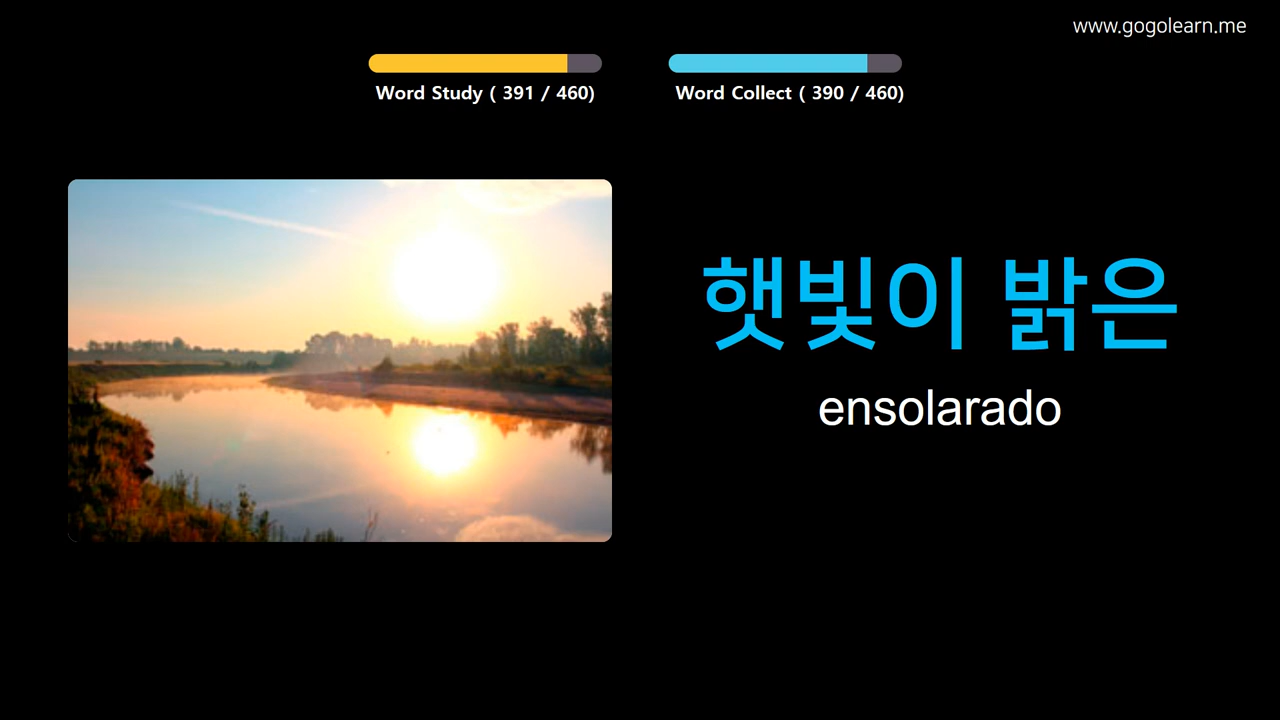 www.gogolearn.me
Word Study ( 391 / 460)
Word Collect ( 390 / 460)
햇빛이 밝은
ensolarado